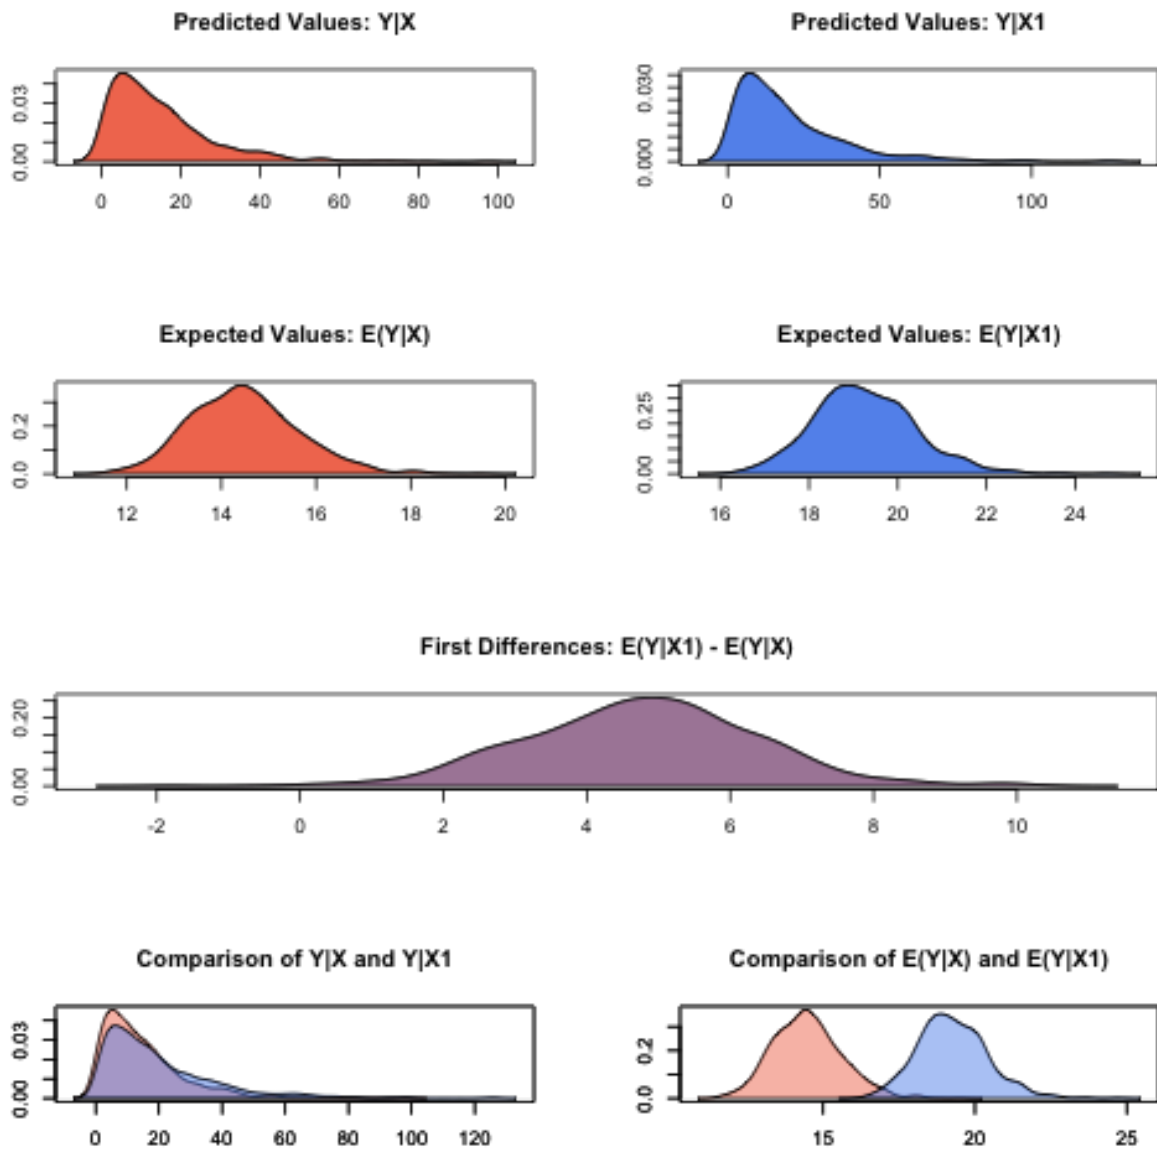 Predicted Values: Y|X
Predicted Values: Y|X1
0.00 0.03
0 20 40 60 80 100
0.000 0.030
0 50 100
Expected Values: E(Y|X)
Expected Values: E(Y|X1)
0.0 0.2
12 14 16 18 20
0.00 0.25
16 18 20 22 24
First Differences: E(Y|X1) - E(Y|X)
0.00 0.20
-2 0 2 4 6 8 10
Comparison of Y|X and Y|X1
Comparison of E(Y|X) and E(Y|X1)
0.00 0.03
0 20 40 60 80 100 120
0.0 0.2
15 20 25